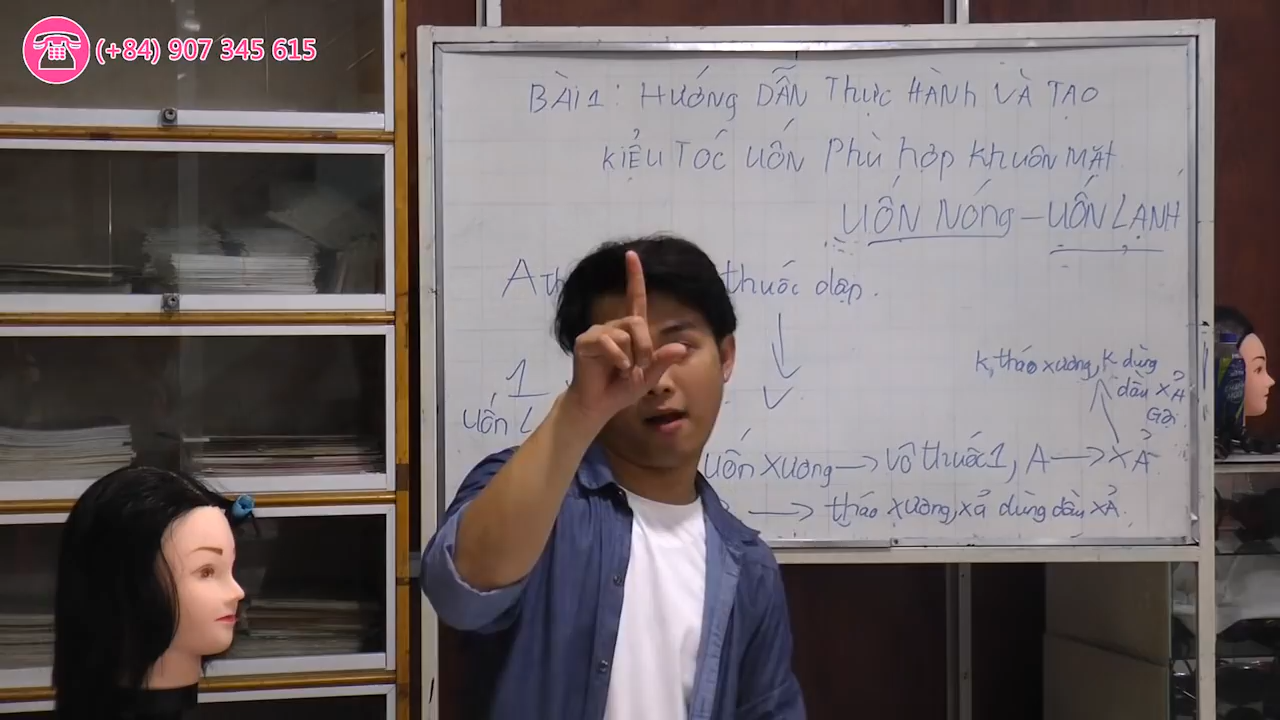 (+84) 907 345 615
BÀI 1: HƯỚNG DẪN THỰC HÀNH VÀ TẠO
KIỂU TÓC UỐN PHÙ HỢP KHUÔN MẶT
UỐN NÓNG – UỐN LẠNH
A thuốc dập.
1
UỐN L
K tháo xương, K dùng
dầu XẢ
Gội.
UỐN XƯƠNG → VÔ thuốc 1, A → XẢ
→ tháo xương, xả dùng dầu XẢ.